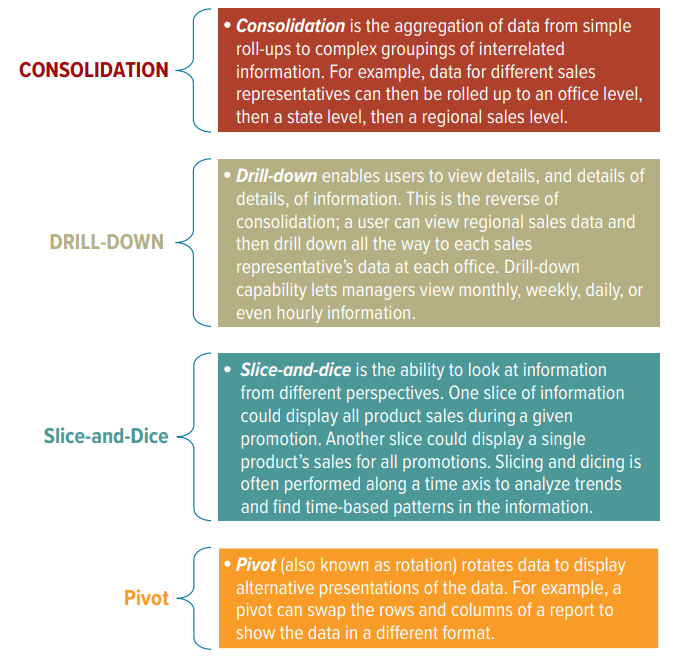 CONSOLIDATION
• Consolidation is the aggregation of data from simple
roll-ups to complex groupings of interrelated
information. For example, data for different sales
representatives can then be rolled up to an office level,
then a state level, then a regional sales level.
DRILL-DOWN
• Drill-down enables users to view details, and details of
details, of information. This is the reverse of
consolidation; a user can view regional sales data and
then drill down all the way to each sales
representative's data at each office. Drill-down
capability lets managers view monthly, weekly, daily, or
even hourly information.
Slice-and-Dice
• Slice-and-dice is the ability to look at information
from different perspectives. One slice of information
could display all product sales during a given
promotion. Another slice could display a single
product's sales for all promotions. Slicing and dicing is
often performed along a time axis to analyze trends
and find time-based patterns in the information.
Pivot
• Pivot (also known as rotation) rotates data to display
alternative presentations of the data. For example, a
pivot can swap the rows and columns of a report to
show the data in a different format.